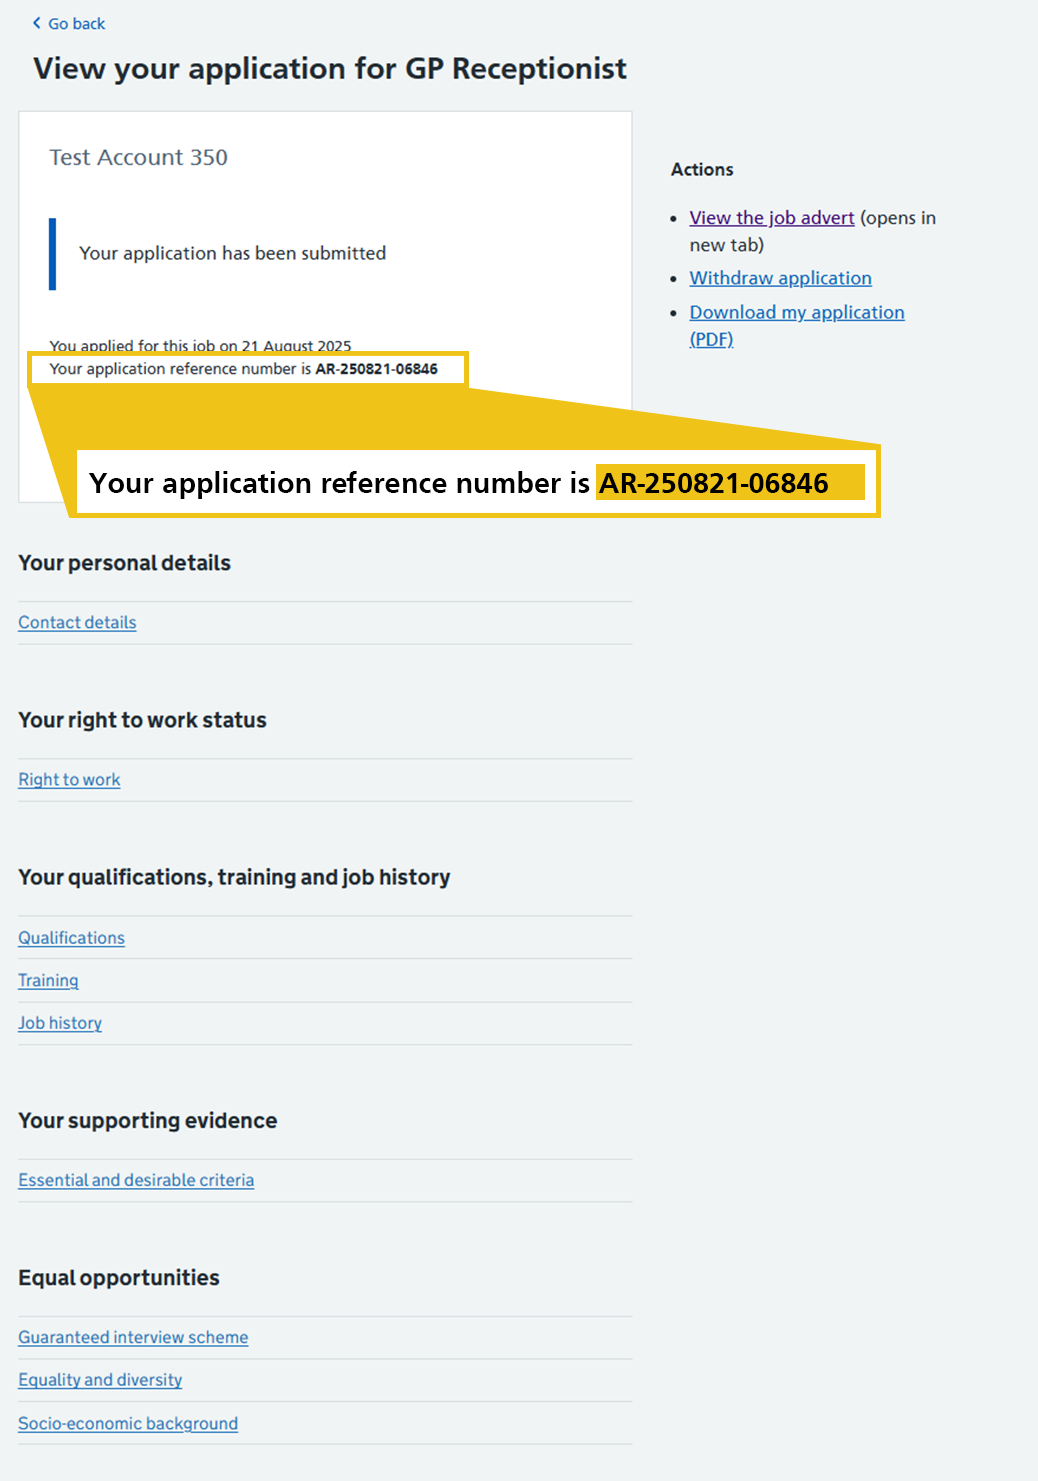 Go back
View your application for GP Receptionist
Test Account 350
Your application has been submitted
You applied for this job on 21 August 2025
Your application reference number is AR-250821-06846
Your application reference number is AR-250821-06846
Actions
View the job advert (opens in
new tab)
Withdraw application
Download my application
(PDF)
Your personal details
Contact details
Your right to work status
Right to work
Your qualifications, training and job history
Qualifications
Training
Job history
Your supporting evidence
Essential and desirable criteria
Equal opportunities
Guaranteed interview scheme
Equality and diversity
Socio-economic background